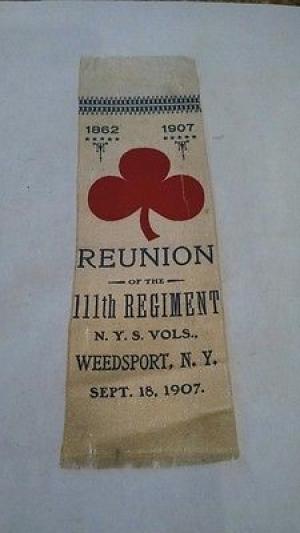 1862 1907
REUNION
OF THE
111th REGIMENT
N. Y. S. VOLS.,
WEEDSPORT, N. Y.
SEPT. 18, 1907.